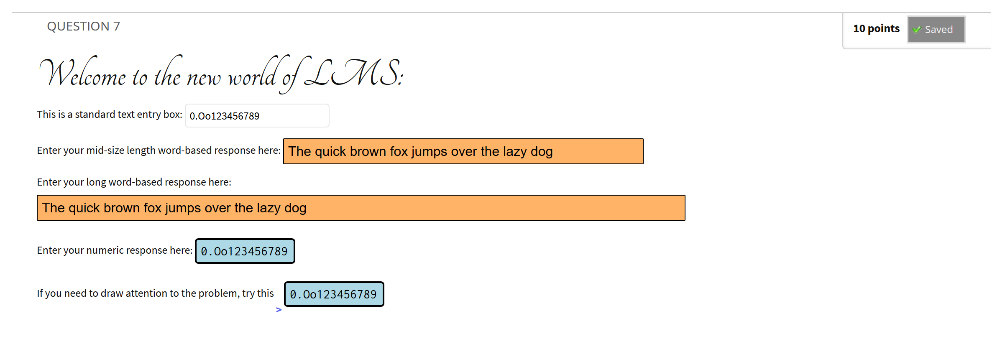 QUESTION 7
10 points
Saved
Welcome to the new world of LMS:
This is a standard text entry box: 0.Oo123456789
Enter your mid-size length word-based response here: The quick brown fox jumps over the lazy dog
Enter your long word-based response here:
The quick brown fox jumps over the lazy dog
Enter your numeric response here: 0.Oo123456789
If you need to draw attention to the problem, try this > 0.Oo123456789